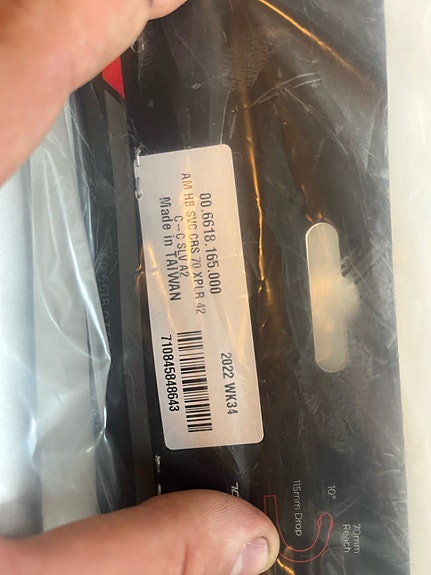 00.6618.165.000
2022 WK34
AM HB SVC CRS 70 XPLR 42
C-C SLV A2
Made in TAIWAN
710845848643
70mm
Reach
10°
115mm Drop